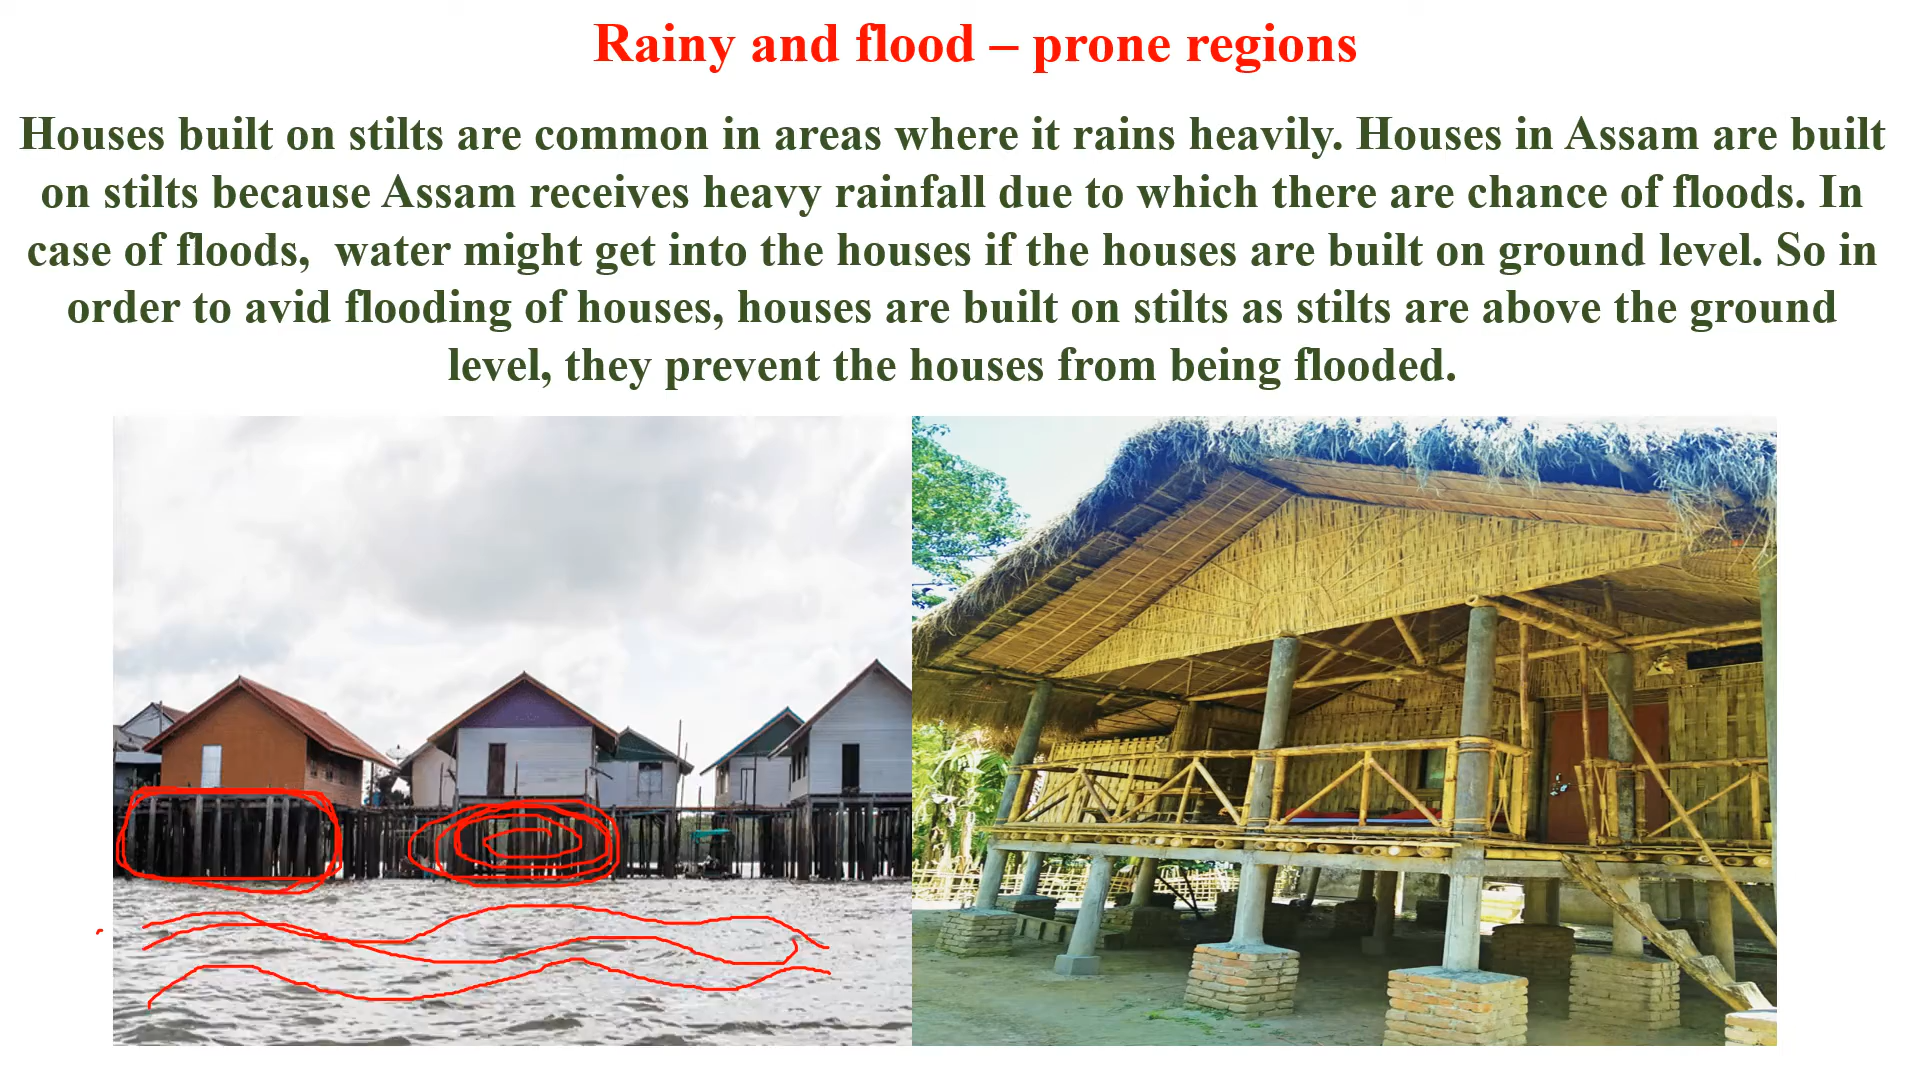 Rainy and flood – prone regions
Houses built on stilts are common in areas where it rains heavily. Houses in Assam are built
on stilts because Assam receives heavy rainfall due to which there are chance of floods. In
case of floods,  water might get into the houses if the houses are built on ground level. So in
order to avid flooding of houses, houses are built on stilts as stilts are above the ground
level, they prevent the houses from being flooded.